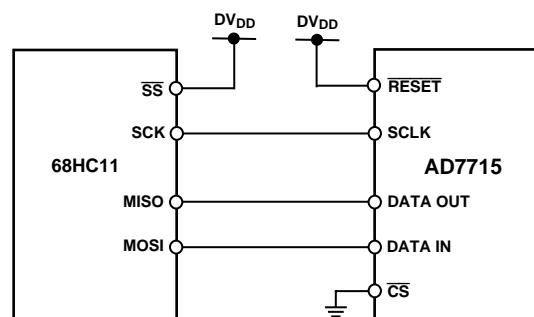 DVDD DVDD
SS RESET
SCK SCLK
68HC11 AD7715
MISO DATA OUT
MOSI DATA IN
CS